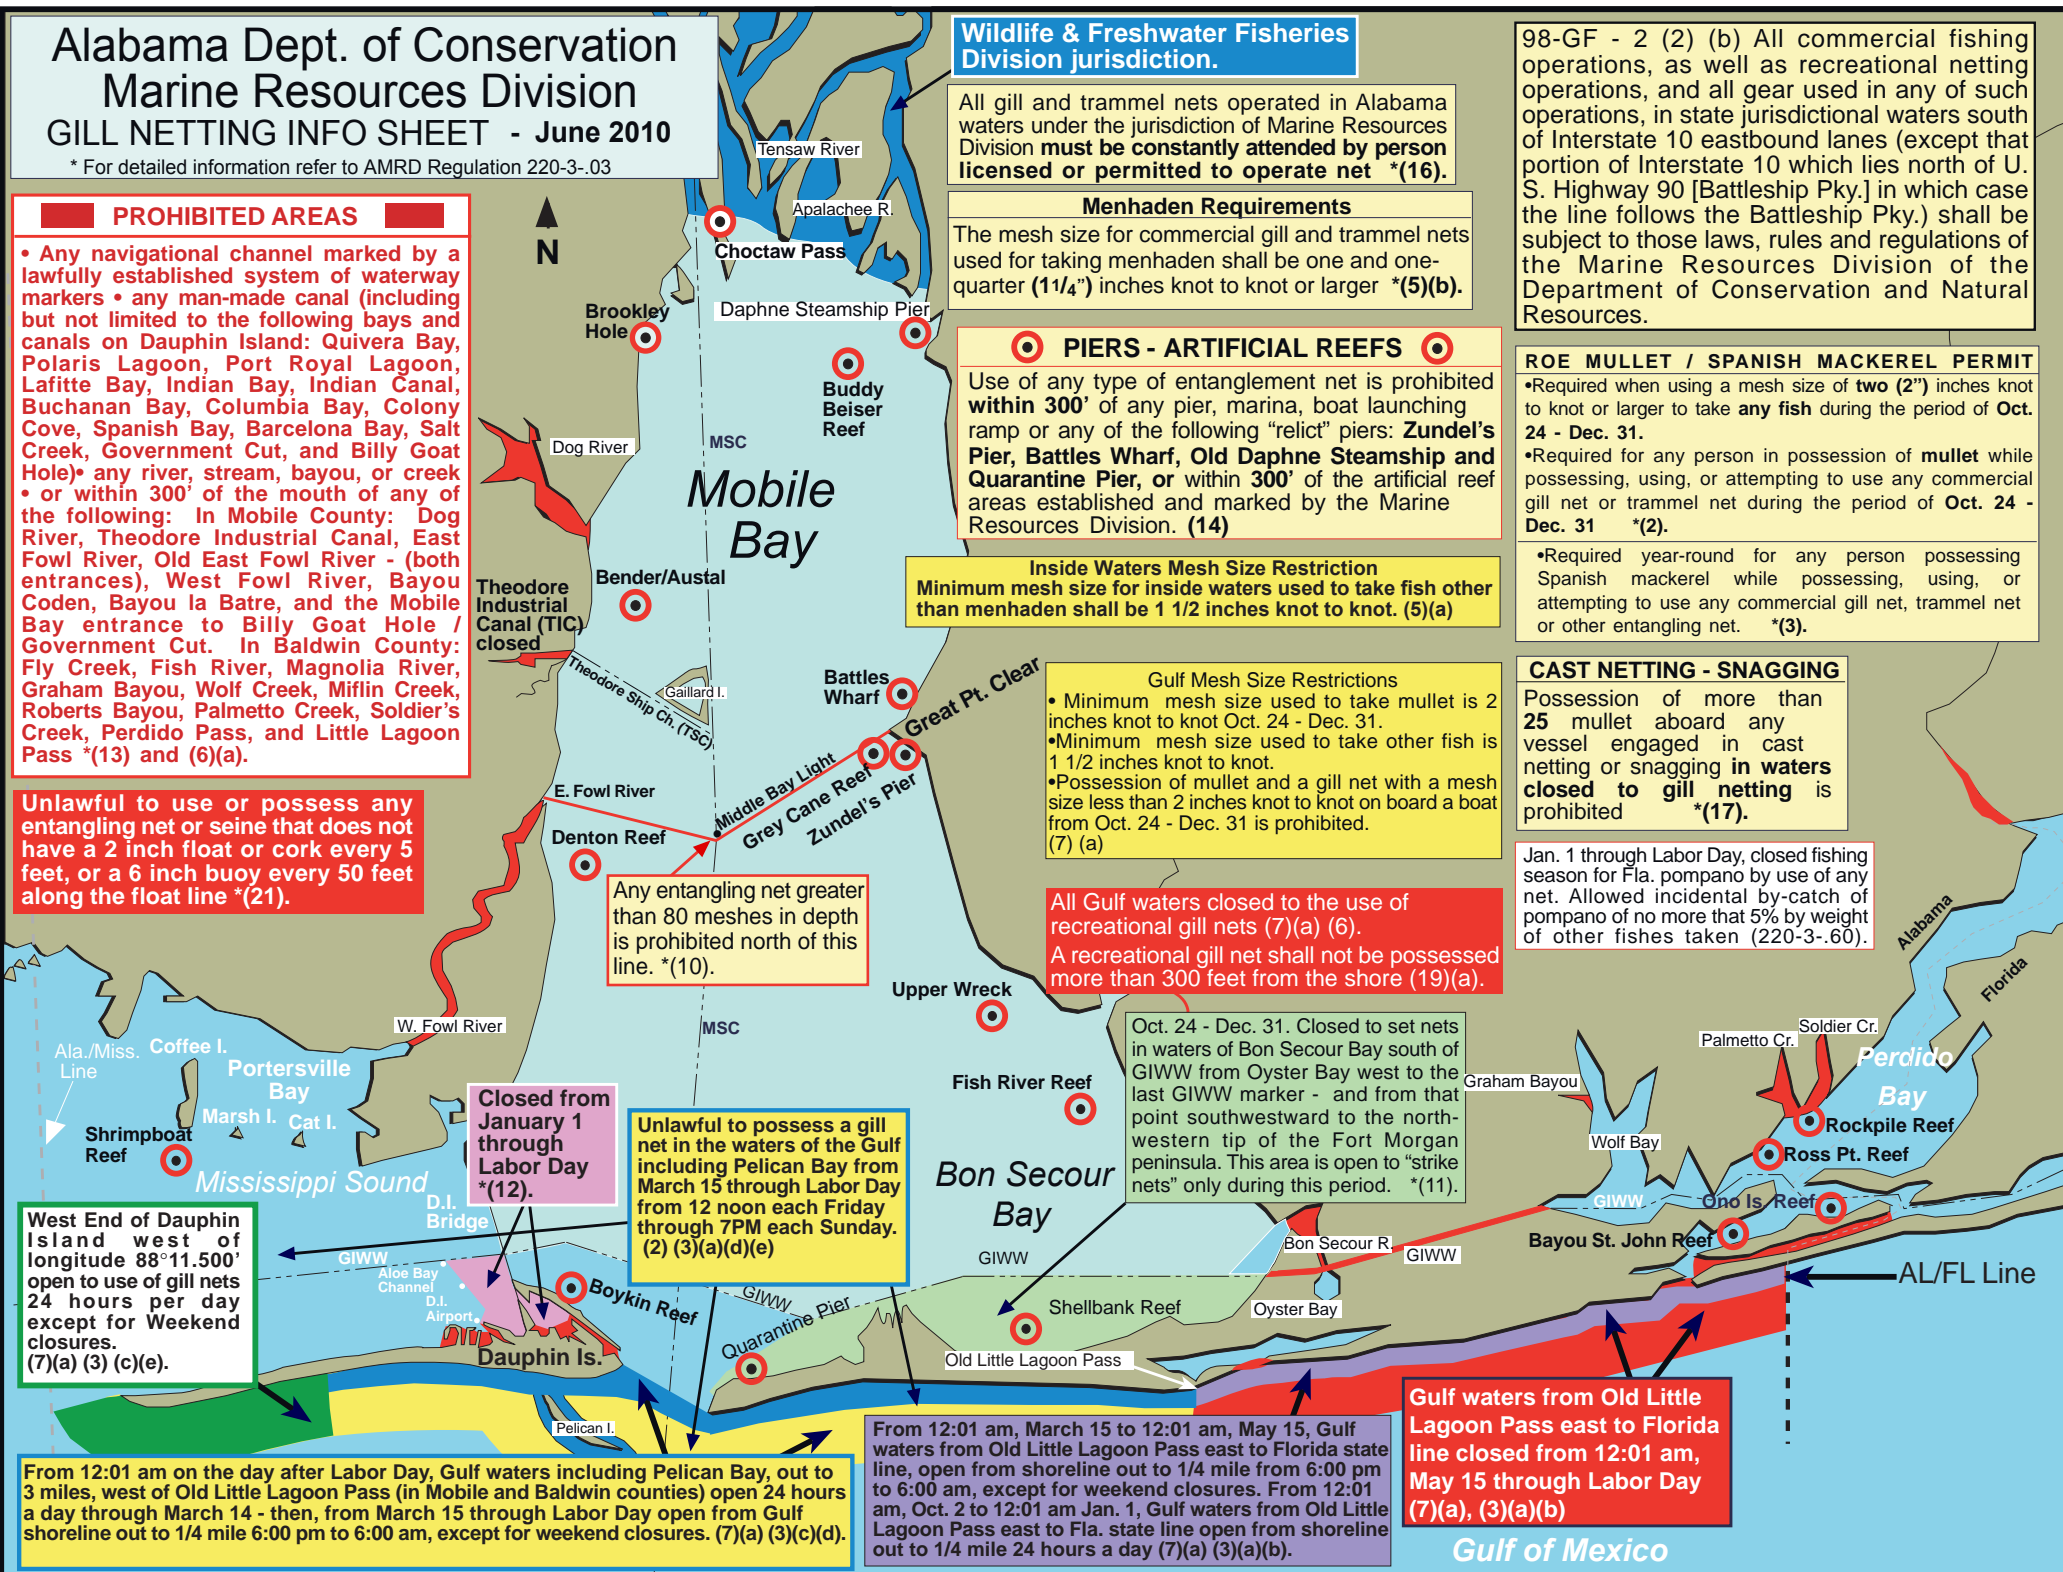 Alabama Dept. of Conservation
Marine Resources Division
GILL NETTING INFO SHEET - June 2010
* For detailed information refer to AMRD Regulation 220-3-.03
PROHIBITED AREAS
• Any navigational channel marked by a
lawfully established system of waterway
markers • any man-made canal (including
but not limited to the following bays and
canals on Dauphin Island: Quivera Bay,
Polaris Lagoon, Port Royal Lagoon,
Lafitte Bay, Indian Bay, Indian Canal,
Buchanan Bay, Columbia Bay, Colony
Cove, Spanish Bay, Barcelona Bay, Salt
Creek, Government Cut, and Billy Goat
Hole)• any river, stream, bayou, or creek
• or within 300' of the mouth of any of
the following: In Mobile County: Dog
River, Theodore Industrial Canal, East
Fowl River, Old East Fowl River - (both
entrances), West Fowl River, Bayou
Coden, Bayou la Batre, and the Mobile
Bay entrance to Billy Goat Hole /
Government Cut. In Baldwin County:
Fly Creek, Fish River, Magnolia River,
Graham Bayou, Wolf Creek, Miflin Creek,
Roberts Bayou, Palmetto Creek, Soldier's
Creek, Perdido Pass, and Little Lagoon
Pass *(13) and (6)(a).
Unlawful to use or possess any
entangling net or seine that does not
have a 2 inch float or cork every 5
feet, or a 6 inch buoy every 50 feet
along the float line *(21).
N
Wildlife & Freshwater Fisheries
Division jurisdiction.
All gill and trammel nets operated in Alabama
waters under the jurisdiction of Marine Resources
Division must be constantly attended by person
licensed or permitted to operate net *(16).
Menhaden Requirements
The mesh size for commercial gill and trammel nets
used for taking menhaden shall be one and one-
quarter (11/4") inches knot to knot or larger *(5)(b).
PIERS - ARTIFICIAL REEFS
Use of any type of entanglement net is prohibited
within 300' of any pier, marina, boat launching
ramp or any of the following "relict" piers: Zundel's
Pier, Battles Wharf, Old Daphne Steamship and
Quarantine Pier, or within 300' of the artificial reef
areas established and marked by the Marine
Resources Division. (14)
Inside Waters Mesh Size Restriction
Minimum mesh size for inside waters used to take fish other
than menhaden shall be 1 1/2 inches knot to knot. (5)(a)
Gulf Mesh Size Restrictions
• Minimum mesh size used to take mullet is 2
inches knot to knot Oct. 24 - Dec. 31.
•Minimum mesh size used to take other fish is
1 1/2 inches knot to knot.
•Possession of mullet and a gill net with a mesh
size less than 2 inches knot to knot on board a boat
from Oct. 24 - Dec. 31 is prohibited.
(7) (a)
All Gulf waters closed to the use of
recreational gill nets (7)(a) (6).
A recreational gill net shall not be possessed
more than 300 feet from the shore (19)(a).
98-GF - 2 (2) (b) All commercial fishing
operations, as well as recreational netting
operations, and all gear used in any of such
operations, in state jurisdictional waters south
of Interstate 10 eastbound lanes (except that
portion of Interstate 10 which lies north of U.
S. Highway 90 [Battleship Pky.] in which case
the line follows the Battleship Pky.) shall be
subject to those laws, rules and regulations of
the Marine Resources Division of the
Department of Conservation and Natural
Resources.
ROE MULLET / SPANISH MACKEREL PERMIT
•Required when using a mesh size of two (2") inches knot
to knot or larger to take any fish during the period of Oct.
24 - Dec. 31.
•Required for any person in possession of mullet while
possessing, using, or attempting to use any commercial
gill net or trammel net during the period of Oct. 24 -
Dec. 31 *(2).
•Required year-round for any person possessing
Spanish mackerel while possessing, using, or
attempting to use any commercial gill net, trammel net
or other entangling net. *(3).
CAST NETTING - SNAGGING
Possession of more than
25 mullet aboard any
vessel engaged in cast
netting or snagging in waters
closed to gill netting is
prohibited *(17).
Jan. 1 through Labor Day, closed fishing
season for Fla. pompano by use of any
net. Allowed incidental by-catch of
pompano of no more that 5% by weight
of other fishes taken (220-3-.60).
Tensaw River
Apalachee R.
Choctaw Pass
Brookley
Hole
Daphne Steamship Pier
Buddy
Beiser
Reef
Dog River
MSC
Mobile
Bay
Theodore
Industrial
Canal (TIC)
closed
Bender/Austal
Theodore Ship Ch. (TSC)
Gaillard I.
Battles
Wharf
Great Pt. Clear
Middle Bay Light
Grey Cane Reef
Zundel's Pier
E. Fowl River
Denton Reef
Any entangling net greater
than 80 meshes in depth
is prohibited north of this
line. *(10).
W. Fowl River
MSC
Upper Wreck
Fish River Reef
Oct. 24 - Dec. 31. Closed to set nets
in waters of Bon Secour Bay south of
GIWW from Oyster Bay west to the
last GIWW marker - and from that
point southwestward to the north-
western tip of the Fort Morgan
peninsula. This area is open to "strike
nets" only during this period. *(11).
Alabama
Florida
Graham Bayou
Palmetto Cr.
Soldier Cr.
Perdido
Bay
Wolf Bay
Rockpile Reef
Ross Pt. Reef
GIWW
Ono Is. Reef
Bayou St. John Reef
AL/FL Line
Ala./Miss.
Line
Coffee I.
Portersville
Bay
Marsh I.
Cat I.
Shrimpboat
Reef
Mississippi Sound
D.I.
Bridge
Closed from
January 1
through
Labor Day
*(12).
Unlawful to possess a gill
net in the waters of the Gulf
including Pelican Bay from
March 15 through Labor Day
from 12 noon each Friday
through 7PM each Sunday.
(2) (3)(a)(d)(e)
Bon Secour
Bay
GIWW
Bon Secour R.
GIWW
Oyster Bay
West End of Dauphin
Island west of
longitude 88°11.500'
open to use of gill nets
24 hours per day
except for Weekend
closures.
(7)(a) (3) (c)(e).
GIWW
Aloe Bay
Channel
D.I.
Airport
Boykin Reef
GIWW
Quarantine Pier
Shellbank Reef
Dauphin Is.
Old Little Lagoon Pass
Pelican I.
From 12:01 am on the day after Labor Day, Gulf waters including Pelican Bay, out to
3 miles, west of Old Little Lagoon Pass (in Mobile and Baldwin counties) open 24 hours
a day through March 14 - then, from March 15 through Labor Day open from Gulf
shoreline out to 1/4 mile 6:00 pm to 6:00 am, except for weekend closures. (7)(a) (3)(c)(d).
From 12:01 am, March 15 to 12:01 am, May 15, Gulf
waters from Old Little Lagoon Pass east to Florida state
line, open from shoreline out to 1/4 mile from 6:00 pm
to 6:00 am, except for weekend closures. From 12:01
am, Oct. 2 to 12:01 am Jan. 1, Gulf waters from Old Little
Lagoon Pass east to Fla. state line open from shoreline
out to 1/4 mile 24 hours a day (7)(a) (3)(a)(b).
Gulf waters from Old Little
Lagoon Pass east to Florida
line closed from 12:01 am,
May 15 through Labor Day
(7)(a), (3)(a)(b)
Gulf of Mexico